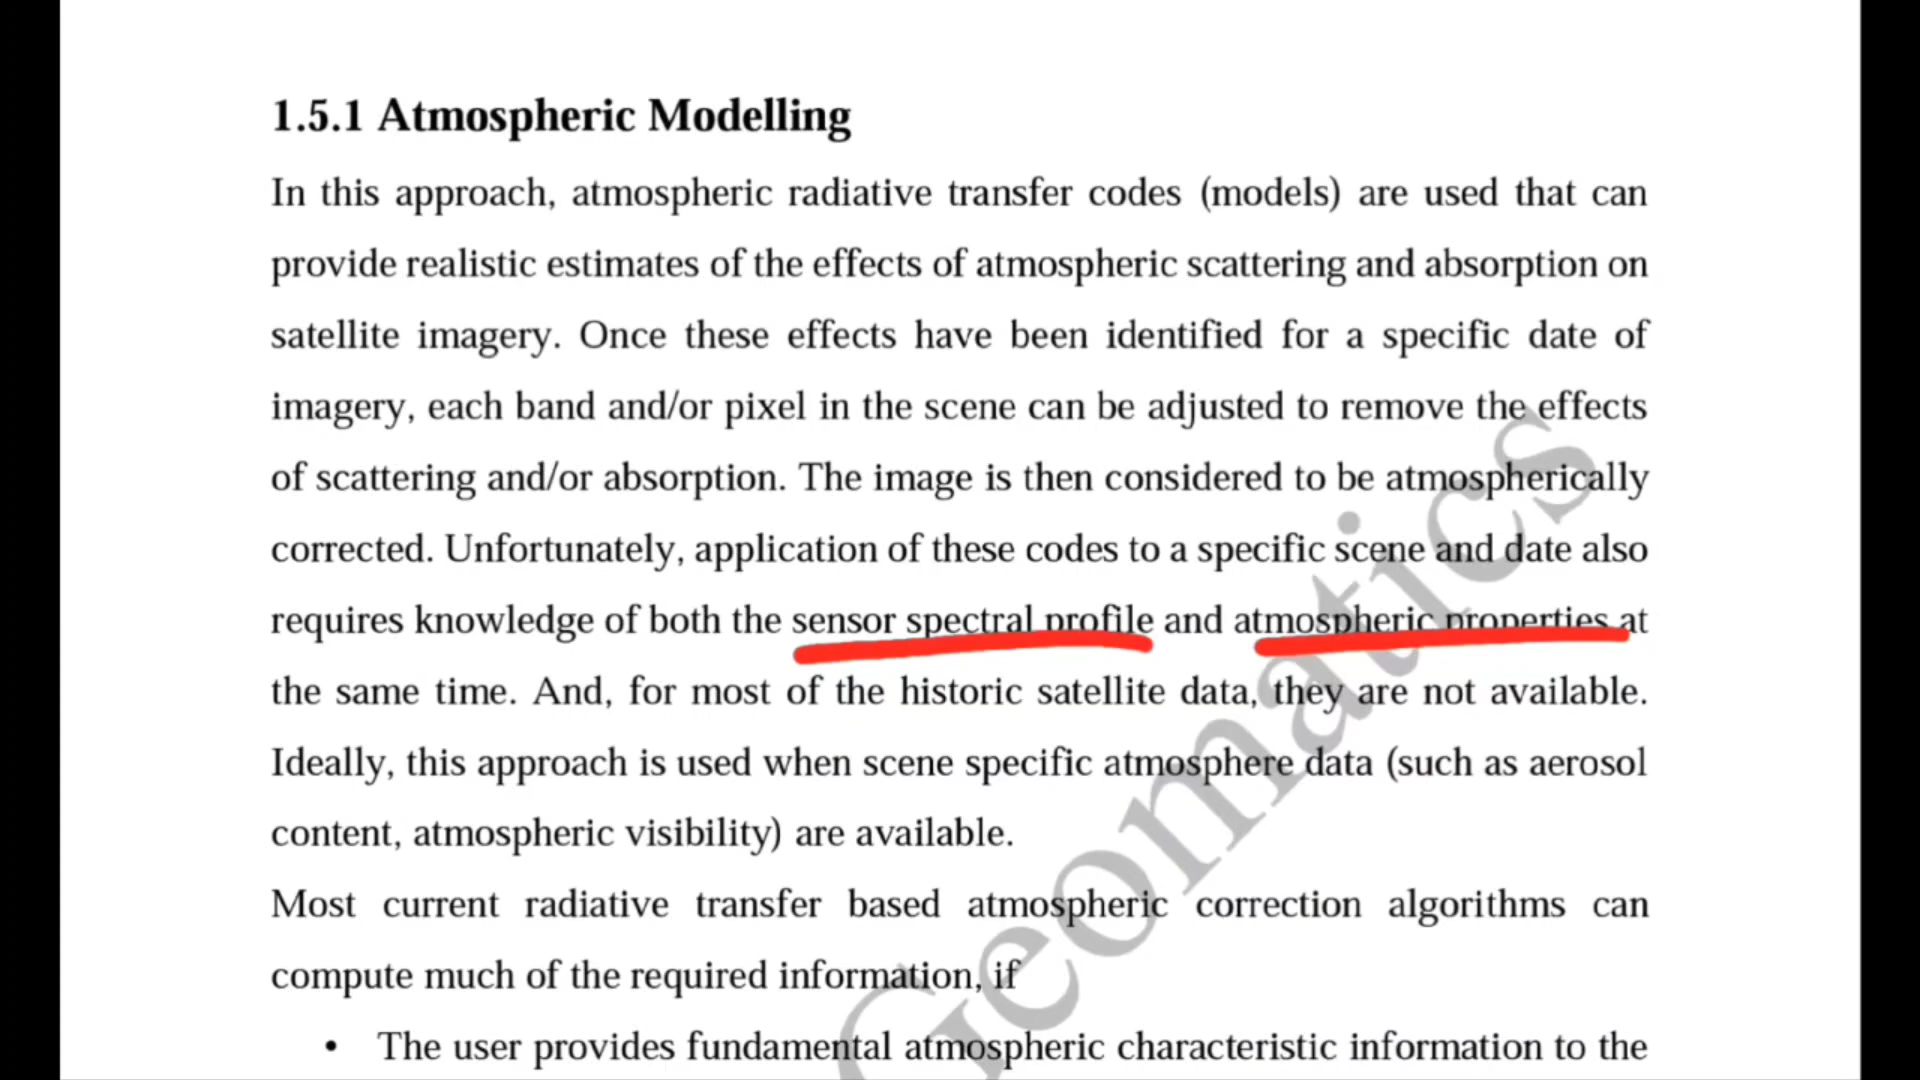 1.5.1 Atmospheric Modelling
In this approach, atmospheric radiative transfer codes (models) are used that can
provide realistic estimates of the effects of atmospheric scattering and absorption on
satellite imagery. Once these effects have been identified for a specific date of
imagery, each band and/or pixel in the scene can be adjusted to remove the effects
of scattering and/or absorption. The image is then considered to be atmospherically
corrected. Unfortunately, application of these codes to a specific scene and date also
requires knowledge of both the sensor spectral profile and atmospheric properties at
the same time. And, for most of the historic satellite data, they are not available.
Ideally, this approach is used when scene specific atmosphere data (such as aerosol
content, atmospheric visibility) are available.
Most current radiative transfer based atmospheric correction algorithms can
compute much of the required information, if
• The user provides fundamental atmospheric characteristic information to the
Geomatics